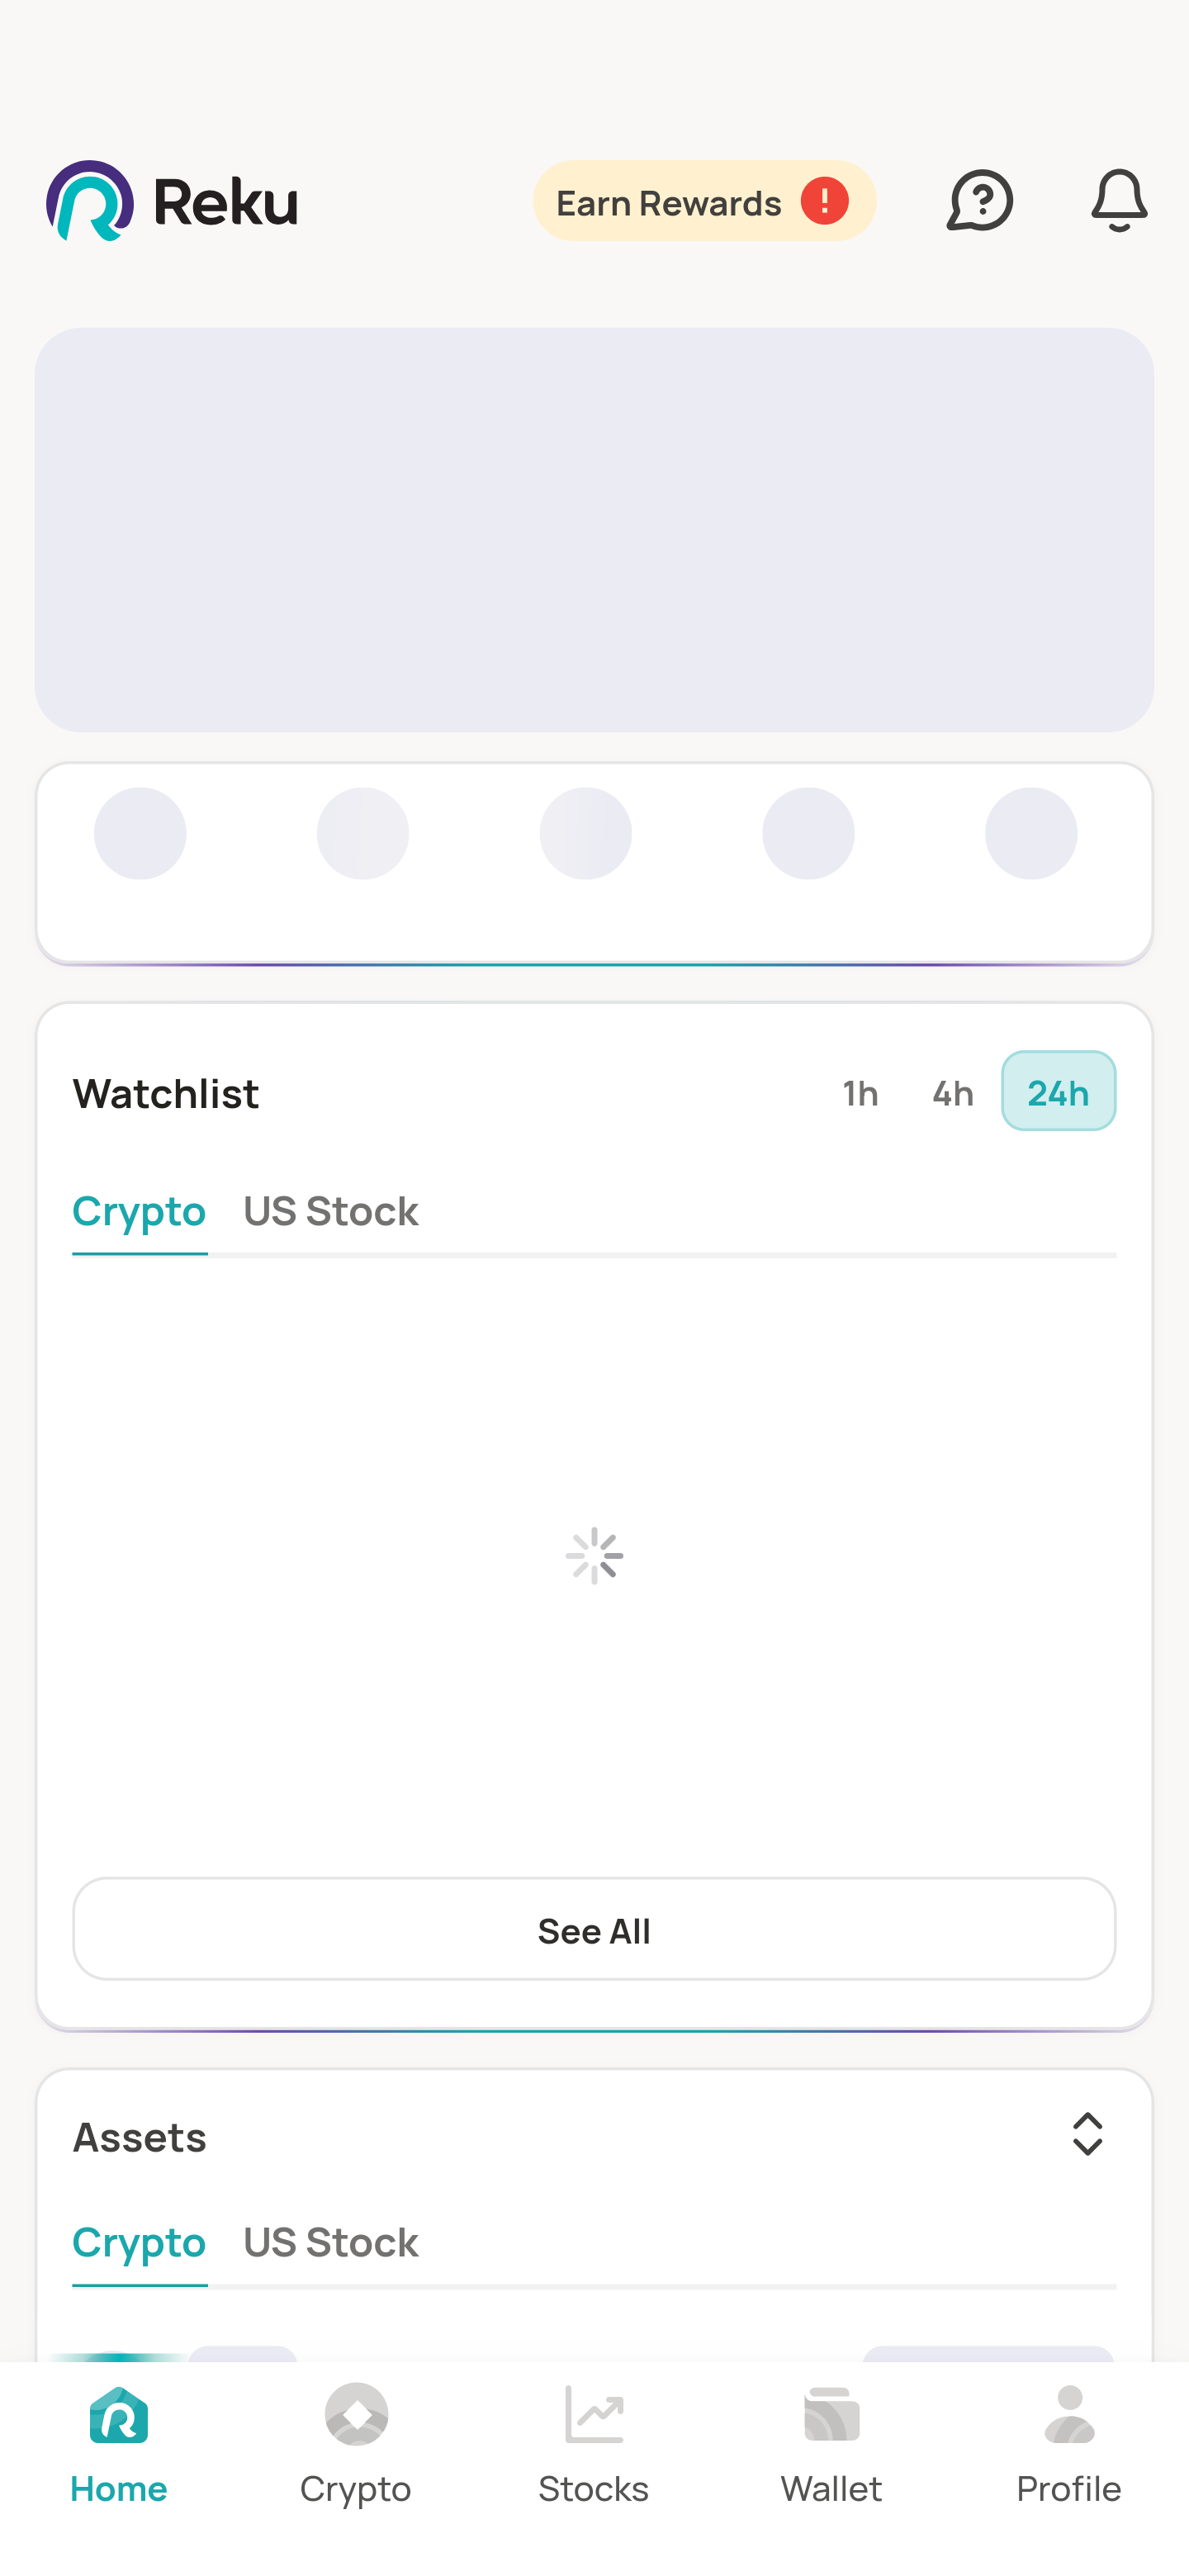 Reku
Earn Rewards !
Watchlist
1h 4h 24h
Crypto US Stock
See All
Assets
Crypto US Stock
Home Crypto Stocks Wallet Profile